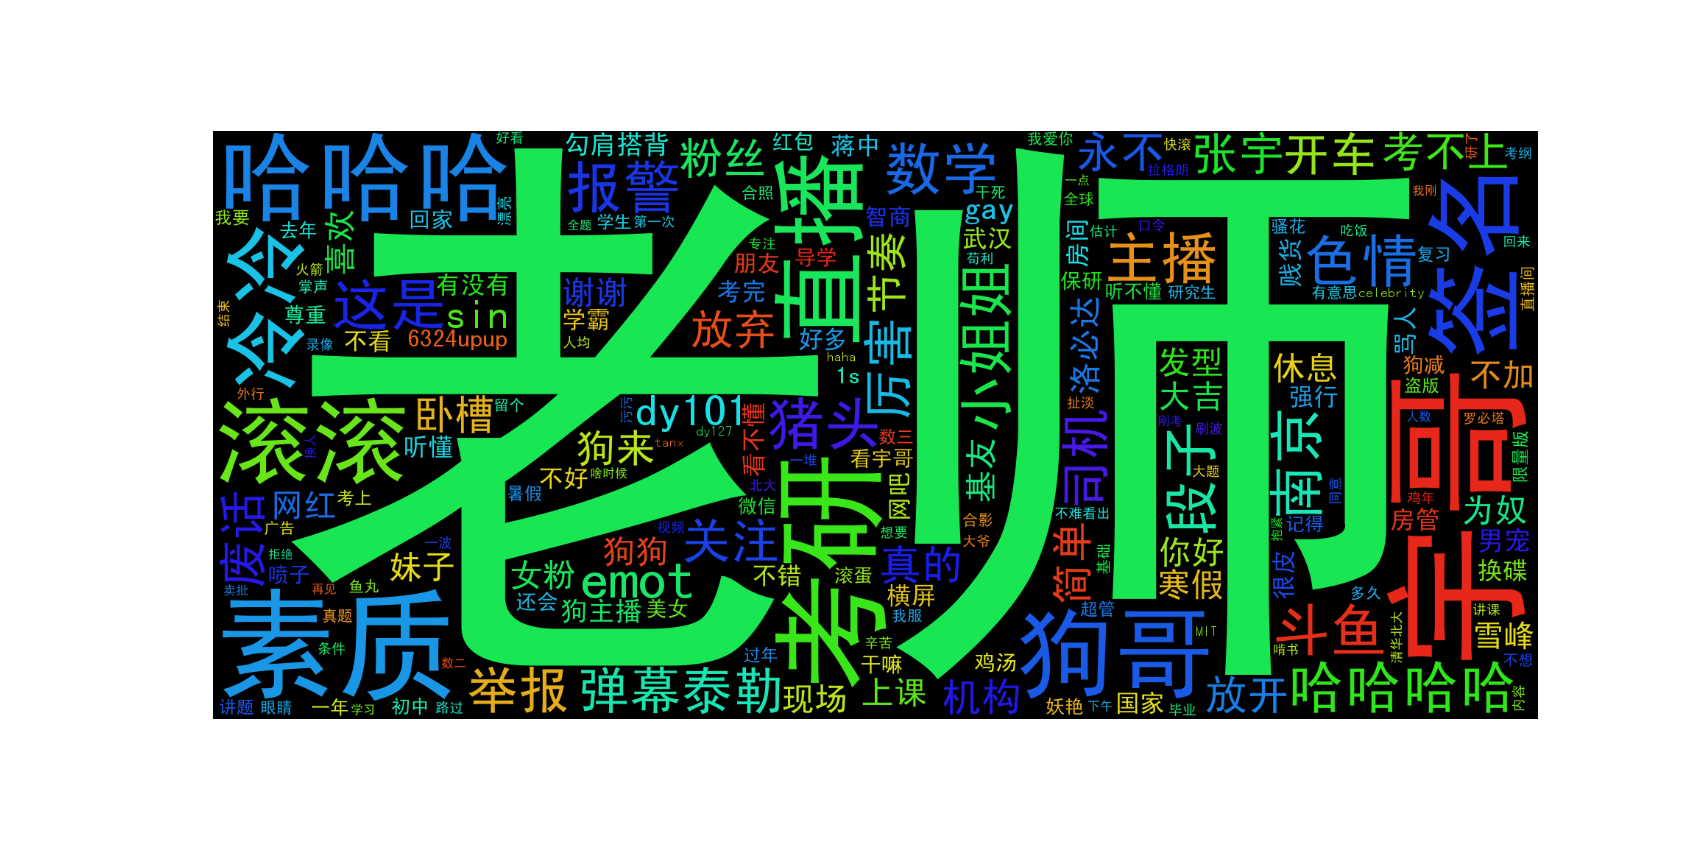 老师
宇哥
考研
素质
哈哈哈
滚滚
冷冷
直播
签名
狗哥
哈哈哈哈
弹幕
泰勒
小姐姐
数学
报警
这是
色情
斗鱼
主播
厉害
南京
段子
司机
张宇
开车
考不上
永不
举报
废话
关注
emot
dy101
猪头
卧槽
狗来
放弃
粉丝
节奏
洛必达
简单
真的
机构
放开
寒假
你好
发型
大吉
休息
强行
基友
上课
现场
网红
喜欢
勾肩搭背
红包
蒋中
智商
gay
武汉
房间
保研
听不懂
研究生
合照
我要
去年
回家
好看
漂亮
全题
学生
第一次
火箭
掌声
尊重
有没有
sin
谢谢
学霸
人均
不看
6324upup
录像
结束
外行
留个
专注
朋友
导学
考完
好多
haha
1s
我爱你
快滚
拉格朗
一点
全球
干死
苟利
估计
口令
研了
考纲
我刚
骚花
吃饭
贱货
复习
回来
有意思
celebrity
直播间
骂人
狗减
不加
盗版
人数
罗必塔
限量版
扯淡
刚考
刷波
大题
同意
鸡年
房管
为奴
男宠
换碟
讲课
雪峰
不想
内容
多久
很皮
记得
抱紧
清华北大
啃书
听懂
换人
考上
广告
拒绝
喷子
卖批
再见
鱼丸
一波
妹子
暑假
不好
啥时候
污污
tanx
dy127
看不懂
数三
看宇哥
一堆
北大
微信
视频
网吧
想要
合影
大爷
不难看出
基础
狗狗
女粉
还会
狗主播
美女
不错
滚蛋
横屏
我服
超管
MIT
辛苦
干嘛
鸡汤
妖艳
下午
国家
毕业
真题
条件
数二
讲题
眼睛
一年
学习
初中
路过
过年